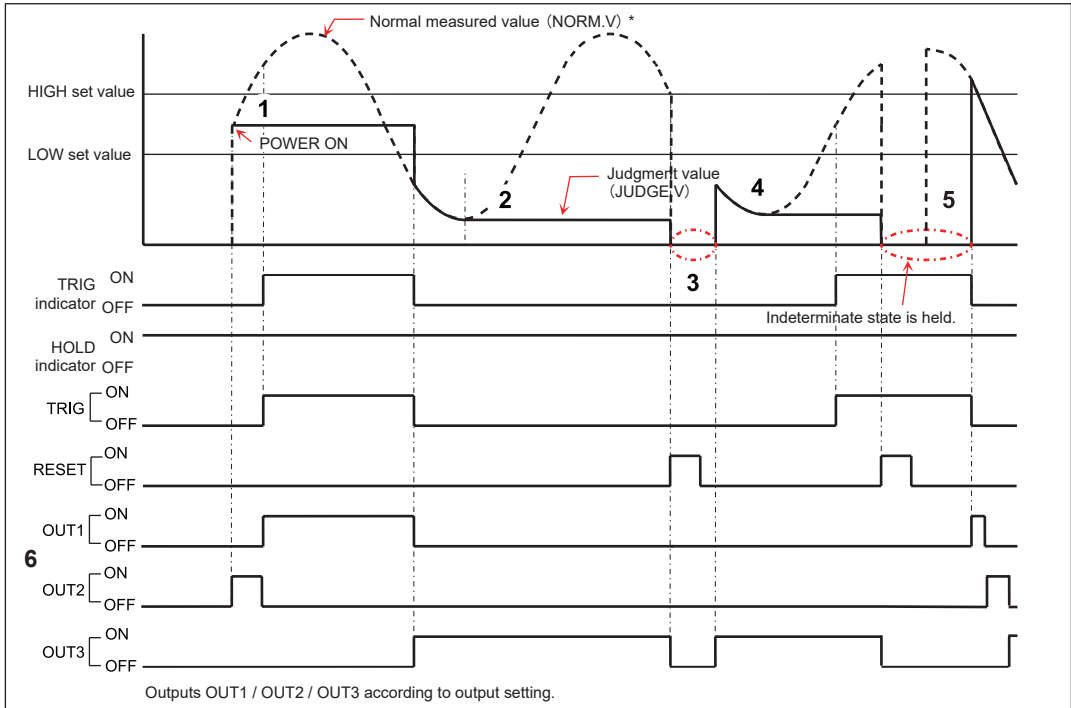 Normal measured value（NORM.V）*
HIGH set value
1
POWER ON
LOW set value
Judgment value
（JUDGE.V）
2
4
5
3
TRIG ON
indicator OFF
Indeterminate state is held.
HOLD ON
indicator OFF
TRIG ON
OFF
RESET ON
OFF
OUT1 ON
OFF
6
OUT2 ON
OFF
OUT3 ON
OFF
Outputs OUT1 / OUT2 / OUT3 according to output setting.